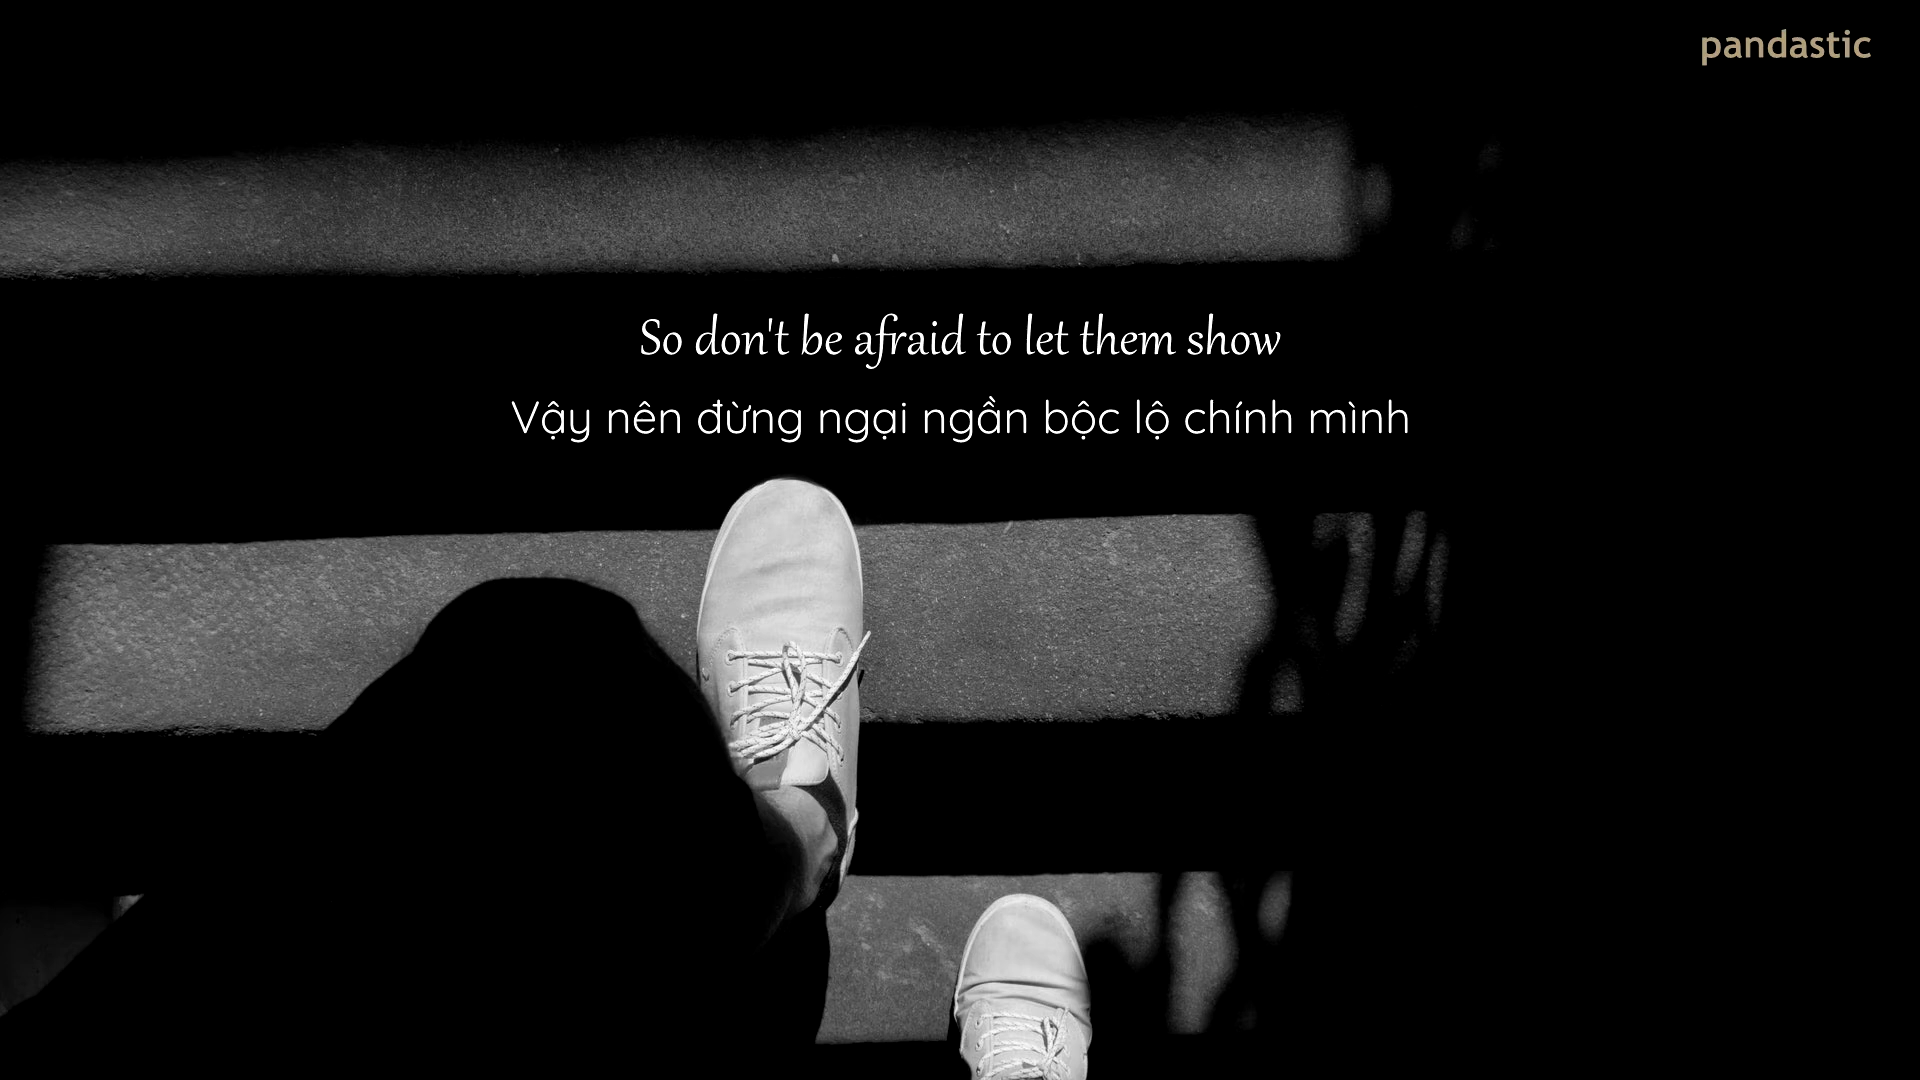 pandastic
So don't be afraid to let them show
Vậy nên đừng ngại ngần bộc lộ chính mình